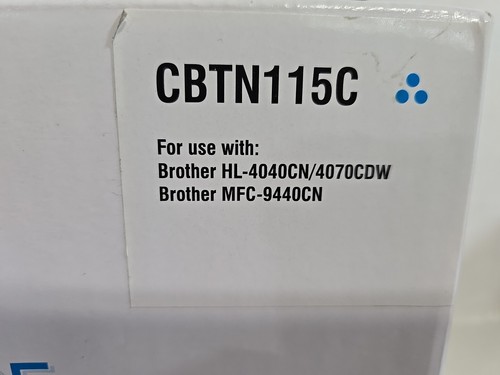 CBTN115C
For use with:
Brother HL-4040CN/4070CDW
Brother MFC-9440CN